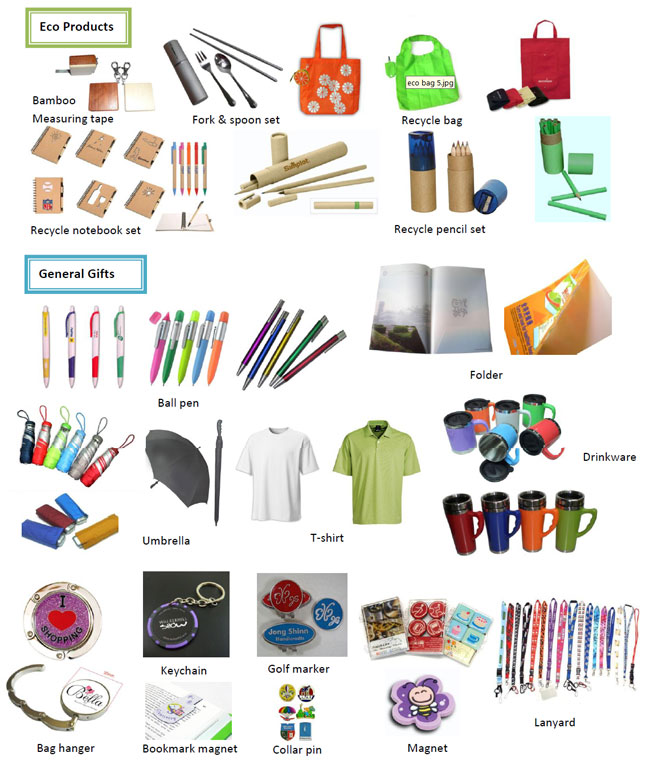 Eco Products
eco bag 5.jpg
Bamboo
Measuring tape
Fork & spoon set
Recycle bag
Recycle notebook set
Recycle pencil set
General Gifts
Folder
Ball pen
Drinkware
Umbrella
T-shirt
I
SHOPPING
Jeng Shinn
Keychain
Golf marker
Bella
Lanyard
Bag hanger
Bookmark magnet
Collar pin
Magnet